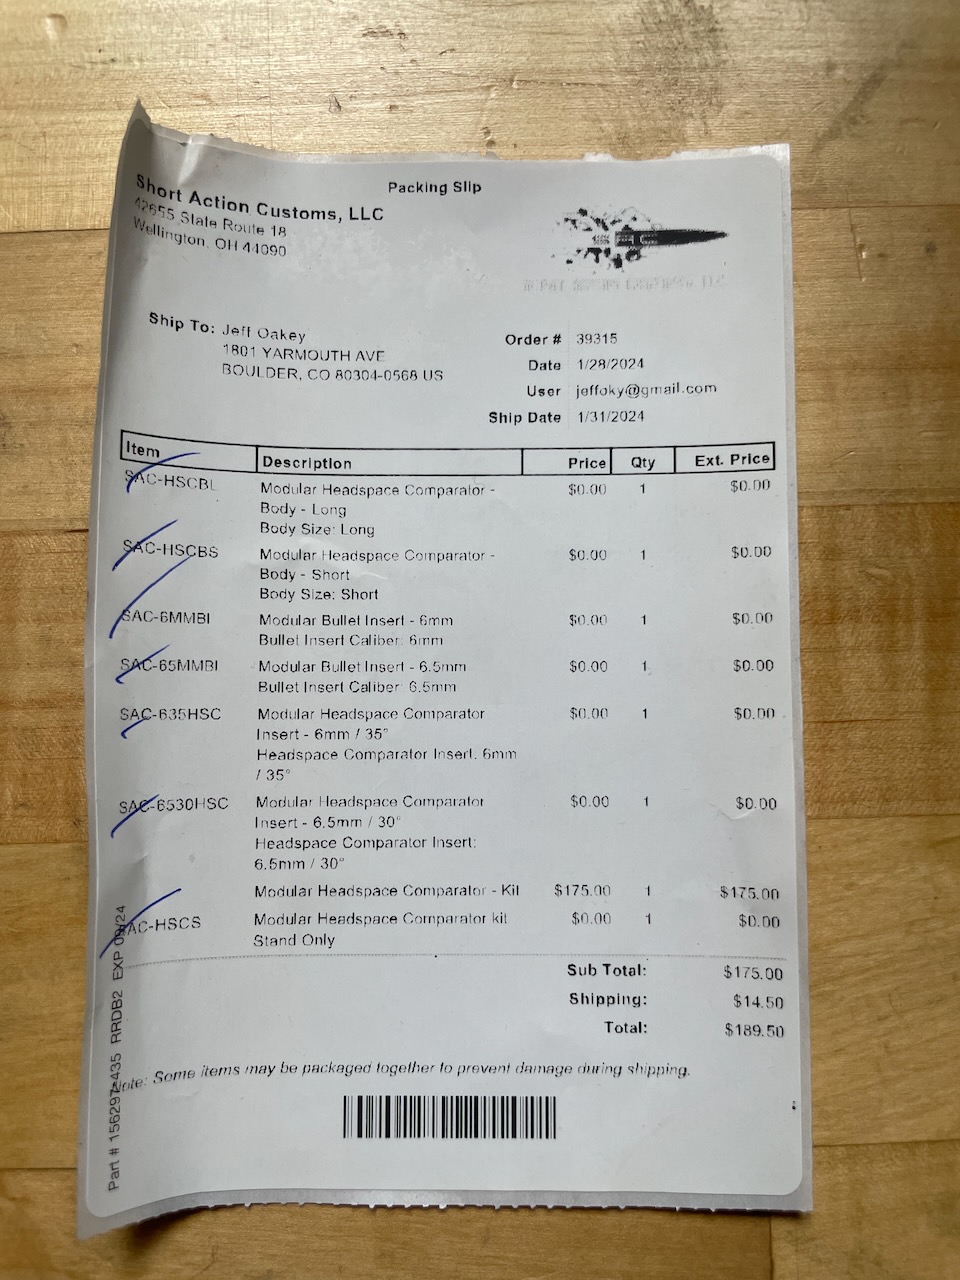 Packing Slip
Short Action Customs, LLC
42655 State Route 18
Wellington, OH 44090
Ship To: Jeff Oakey
1801 YARMOUTH AVE
BOULDER, CO 80304-0568 US
Order # 39315
Date 1/28/2024
User jeffoky@gmail.com
Ship Date 1/31/2024
Item Description Price Qty Ext. Price
SAC-HSCBL Modular Headspace Comparator - $0.00 1 $0.00
Body - Long
Body Size: Long
SAC-HSCBS Modular Headspace Comparator - $0.00 1 $0.00
Body - Short
Body Size: Short
SAC-6MMBI Modular Bullet Insert - 6mm $0.00 1 $0.00
Bullet Insert Caliber: 6mm
SAC-65MMBI Modular Bullet Insert - 6.5mm $0.00 1 $0.00
Bullet Insert Caliber: 6.5mm
SAC-635HSC Modular Headspace Comparator $0.00 1 $0.00
Insert - 6mm / 35°
Headspace Comparator Insert: 6mm
/ 35°
SAC-6530HSC Modular Headspace Comparator $0.00 1 $0.00
Insert - 6.5mm / 30°
Headspace Comparator Insert:
6.5mm / 30°
Modular Headspace Comparator - Kit $175.00 1 $175.00
SAC-HSCS Modular Headspace Comparator kit $0.00 1 $0.00
Stand Only
Sub Total: $175.00
Shipping: $14.50
Total: $189.50
Note: Some items may be packaged together to prevent damage during shipping.
Part # 156297-435 RRDB2 EXP 09/24